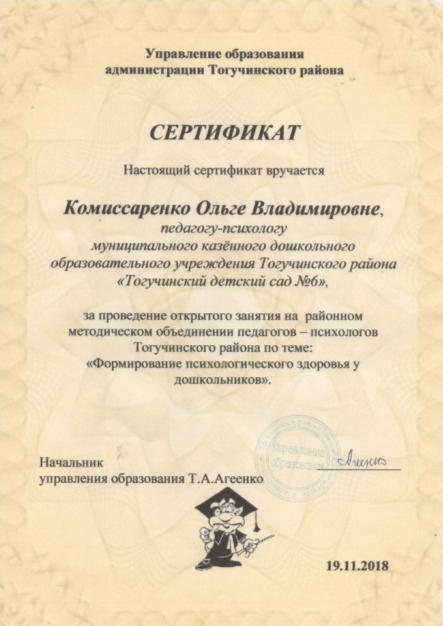 Управление образования
администрации Тогучинского района
СЕРТИФИКАТ
Настоящий сертификат вручается
Комиссаренко Ольге Владимировне,
педагогу-психологу
муниципального казённого дошкольного
образовательного учреждения Тогучинского района
«Тогучинский детский сад №6»,
за проведение открытого занятия на районном
методическом объединении педагогов – психологов
Тогучинского района по теме:
«Формирование психологического здоровья у
дошкольников».
Управление
образования
Начальник
управления образования Т.А.Агеенко
19.11.2018